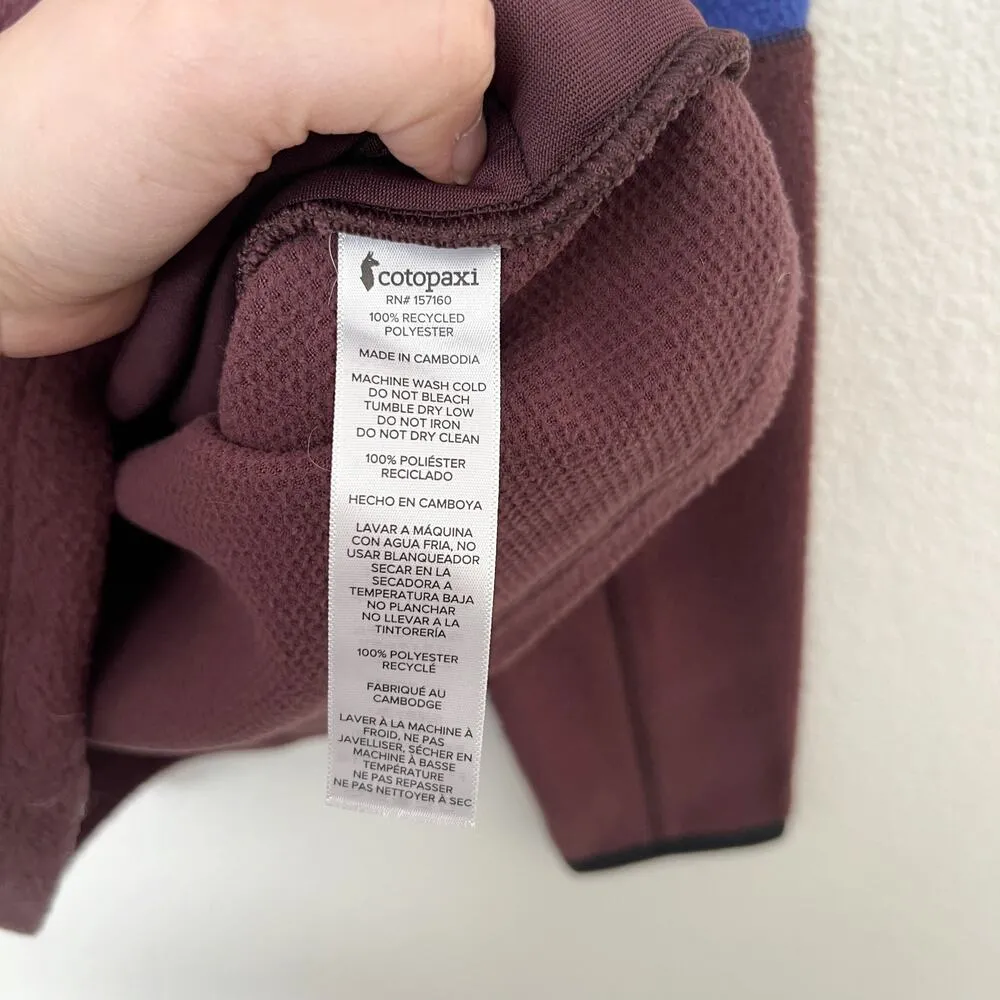 cotopaxi
RN# 157160
100% RECYCLED
POLYESTER
MADE IN CAMBODIA
MACHINE WASH COLD
DO NOT BLEACH
TUMBLE DRY LOW
DO NOT IRON
DO NOT DRY CLEAN
100% POLIÉSTER
RECICLADO
HECHO EN CAMBOYA
LAVAR A MÁQUINA
CON AGUA FRIA, NO
USAR BLANQUEADOR
SECAR EN LA
SECADORA A
TEMPERATURA BAJA
NO PLANCHAR
NO LLEVAR A LA
TINTORERÍA
100% POLYESTER
RECYCLÉ
FABRIQUÉ AU
CAMBODGE
LAVER À LA MACHINE À
FROID, NE PAS
JAVELLISER, SÉCHER EN
MACHINE À BASSE
TEMPÉRATURE
NE PAS REPASSER
NE PAS NETTOYER À SEC